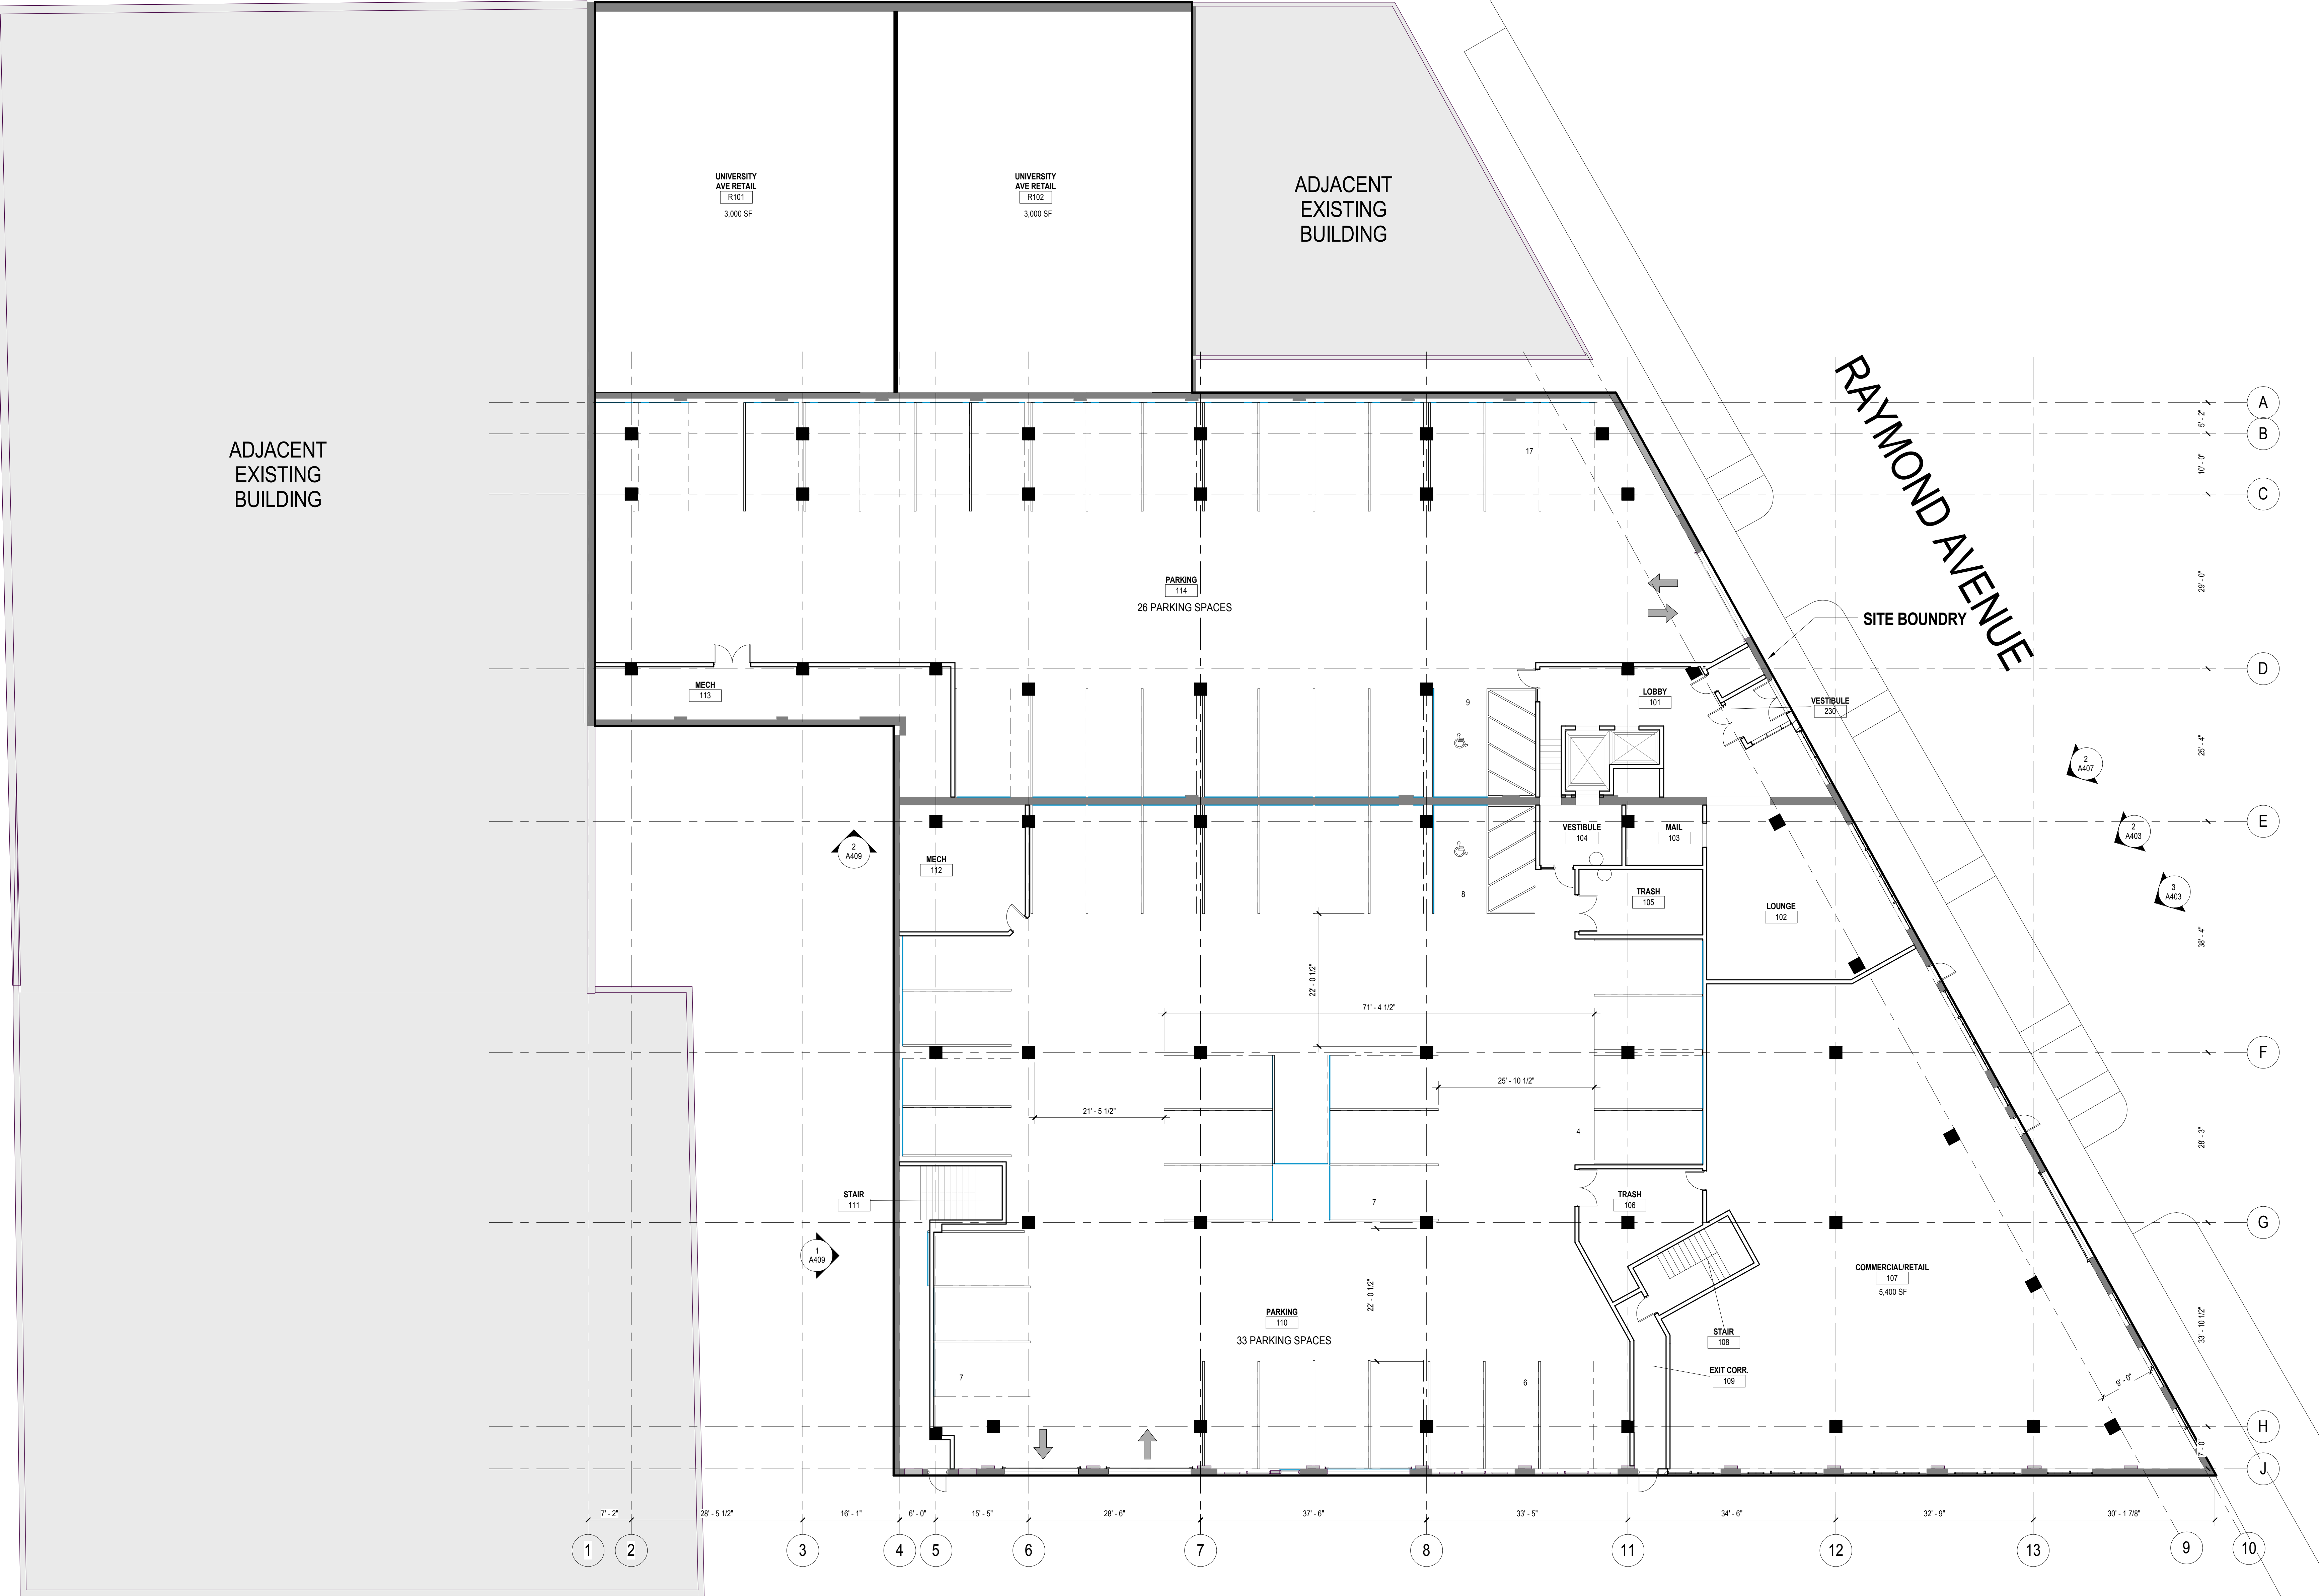 UNIVERSITY
AVE RETAIL
R101
3,000 SF
UNIVERSITY
AVE RETAIL
R102
3,000 SF
ADJACENT
EXISTING
BUILDING
ADJACENT
EXISTING
BUILDING
RAYMOND AVENUE
SITE BOUNDRY
17
PARKING
114
26 PARKING SPACES
MECH
113
9
LOBBY
101
VESTIBULE
230
2
A407
2
A403
3
A403
2
A409
MECH
112
VESTIBULE
104
MAIL
103
8
TRASH
105
LOUNGE
102
22' - 0 1/2"
71' - 4 1/2"
25' - 10 1/2"
21' - 5 1/2"
4
STAIR
111
7
TRASH
106
1
A409
22' - 0 1/2"
COMMERCIAL/RETAIL
107
5,400 SF
PARKING
110
33 PARKING SPACES
STAIR
108
EXIT CORR.
109
7
6
9' - 0"
A
5' - 2"
B
10' - 0"
C
29' - 0"
D
25' - 4"
E
38' - 4"
F
28' - 3"
G
33' - 10 1/2"
H
7' - 0"
J
7' - 2"
28' - 5 1/2"
16' - 1"
6' - 0"
15' - 5"
28' - 6"
37' - 6"
33' - 5"
34' - 6"
32' - 9"
30' - 1 7/8"
1
2
3
4
5
6
7
8
11
12
13
9
10